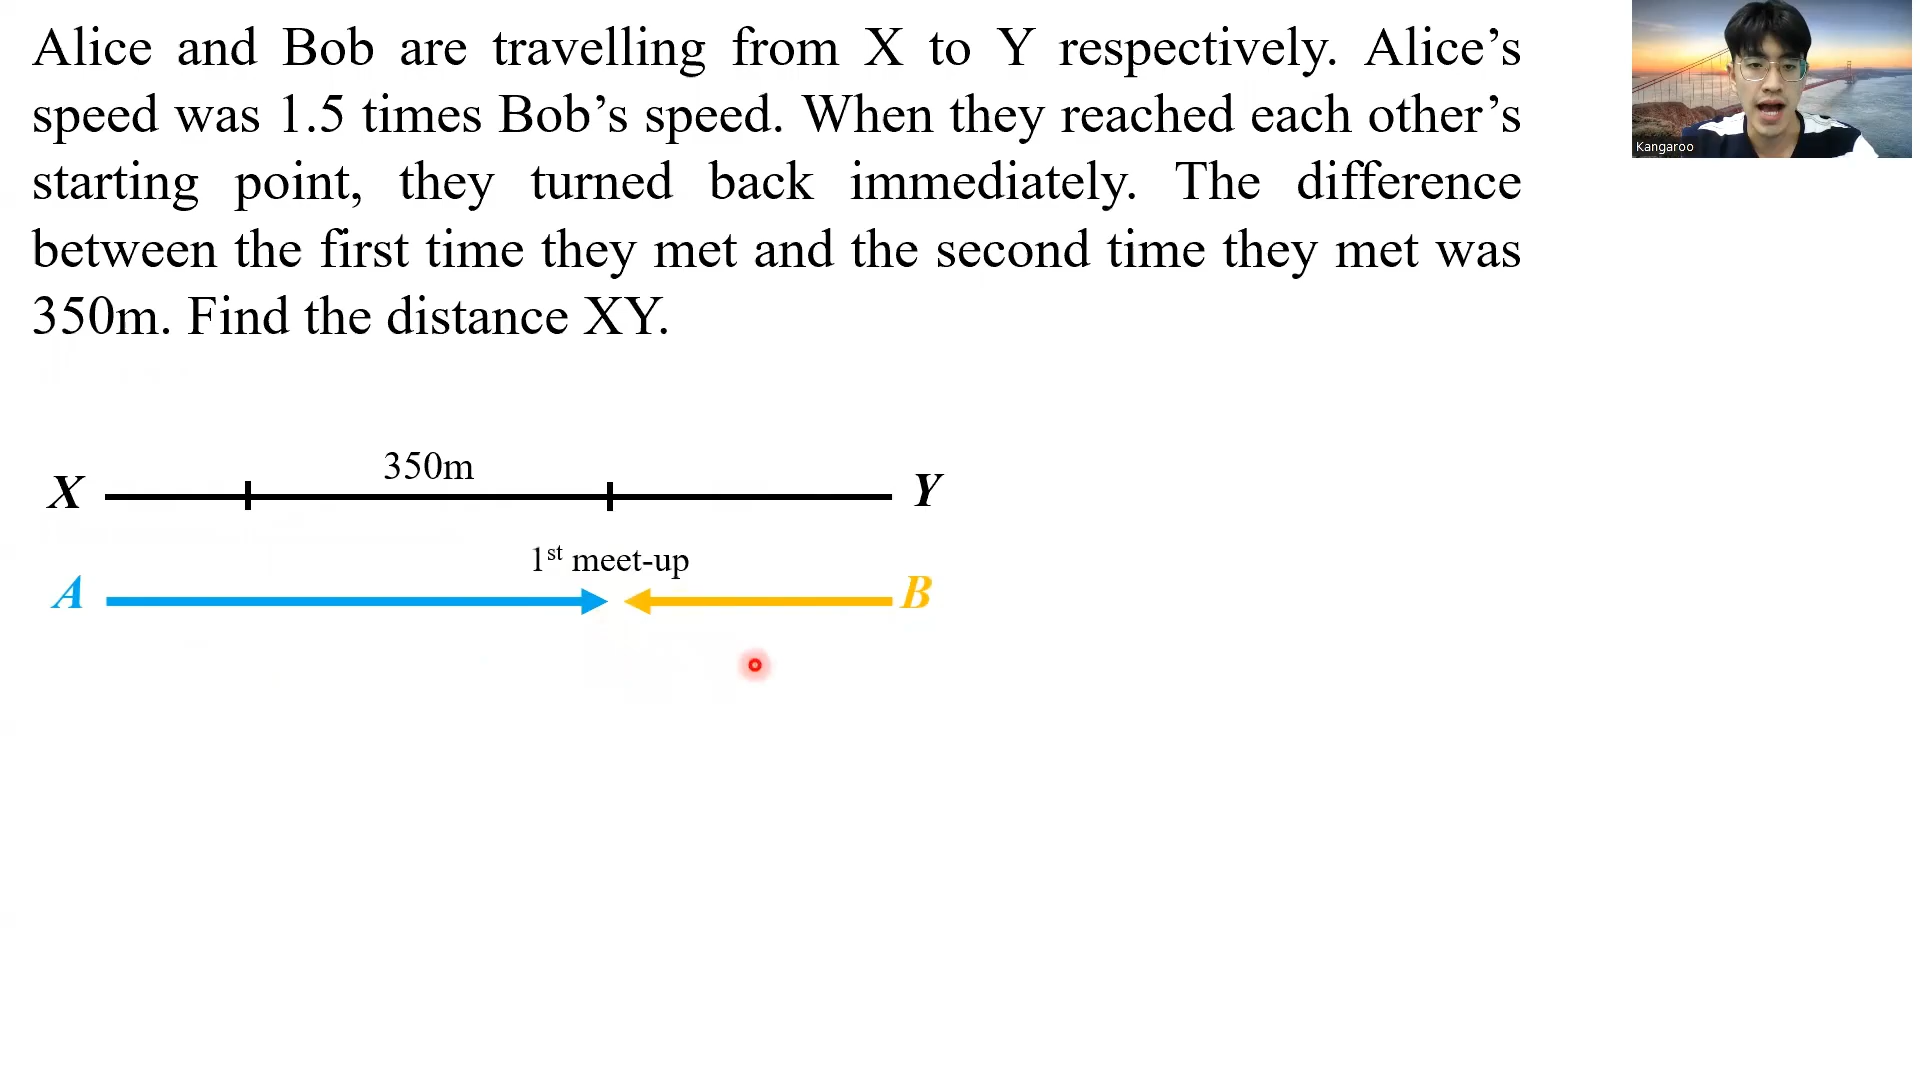 Alice and Bob are travelling from X to Y respectively. Alice’s
speed was 1.5 times Bob’s speed. When they reached each other’s
starting point, they turned back immediately. The difference
between the first time they met and the second time they met was
350m. Find the distance XY.
Kangaroo
350m
X Y
1st meet-up
A B